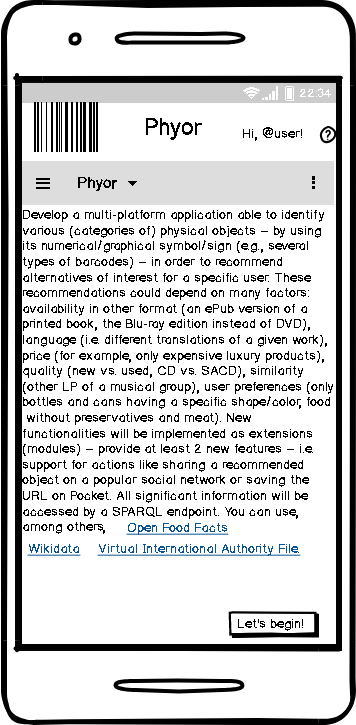 22:34
Phyor
Hi, @user!
?
Phyor
Develop a multi-platform application able to identify
various (categories of) physical objects – by using
its numerical/graphical symbol/sign (e.g., several
types of barcodes) – in order to recommend
alternatives of interest for a specific user. These
recommendations could depend on many factors:
availability in other format (an ePub version of a
printed book, the Blu-ray edition instead of DVD),
language (i.e. different translations of a given work),
price (for example, only expensive luxury products),
quality (new vs. used, CD vs. SACD), similarity
(other LP of a musical group), user preferences (only
bottles and cans having a specific shape/color, food
without preservatives and meat). New
functionalities will be implemented as extensions
(modules) – provide at least 2 new features – i.e.
support for actions like sharing a recommended
object on a popular social network or saving the
URL on Pocket. All significant information will be
accessed by a SPARQL endpoint. You can use,
among others, Open Food Facts
Wikidata Virtual International Authority File
Let's begin!